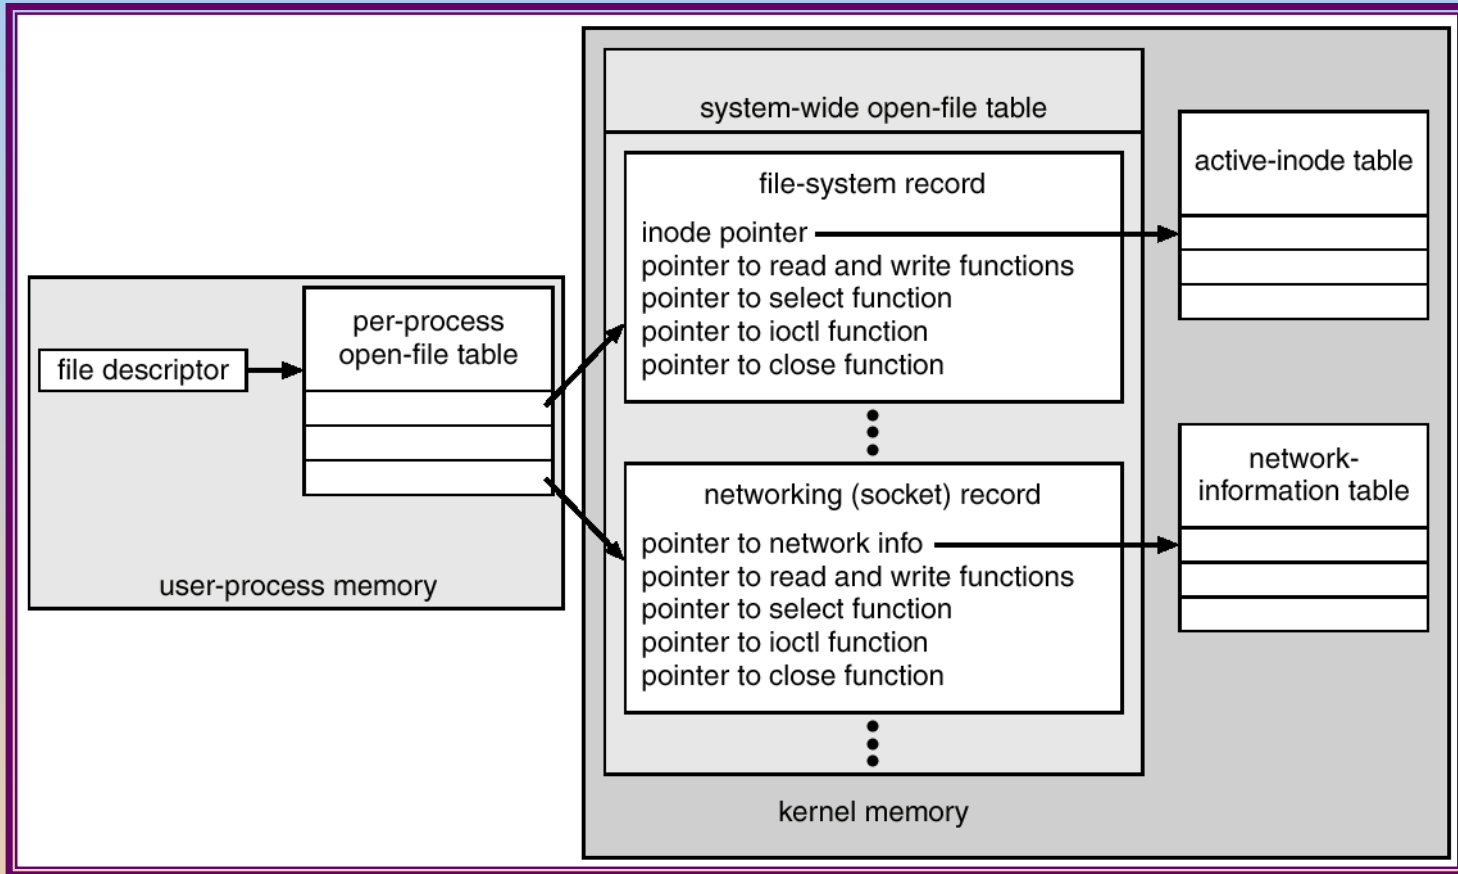 system-wide open-file table
file-system record
inode pointer
pointer to read and write functions
pointer to select function
pointer to ioctl function
pointer to close function
active-inode table
per-process
open-file table
file descriptor
user-process memory
networking (socket) record
pointer to network info
pointer to read and write functions
pointer to select function
pointer to ioctl function
pointer to close function
network-
information table
kernel memory